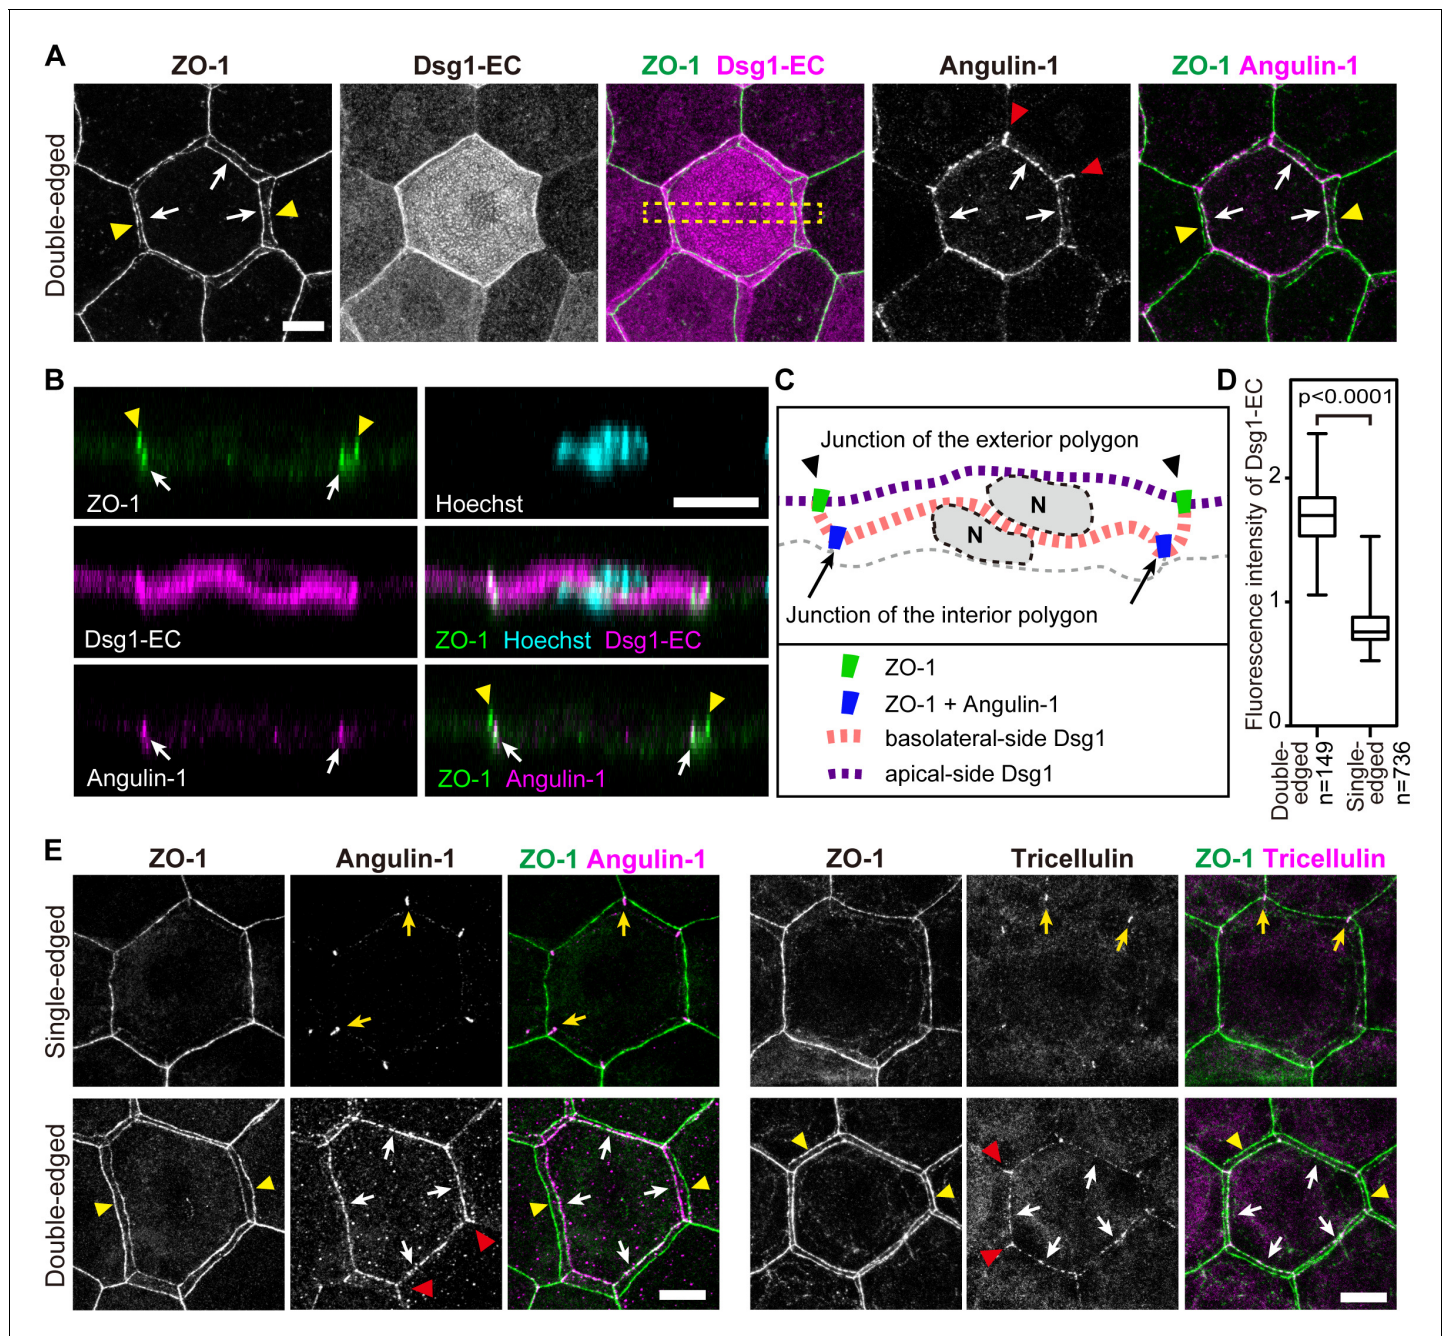 A
ZO-1 Dsg1-EC ZO-1 Dsg1-EC Angulin-1 ZO-1 Angulin-1
Double-edged
B
ZO-1
Hoechst
Dsg1-EC
ZO-1 Hoechst Dsg1-EC
Angulin-1
ZO-1 Angulin-1
C
Junction of the exterior polygon
N
N
Junction of the interior polygon
ZO-1
ZO-1 + Angulin-1
basolateral-side Dsg1
apical-side Dsg1
D
Fluorescence intensity of Dsg1-EC
p<0.0001
2
1
0
Double-
edged
n=149
Single-
edged
n=736
E
ZO-1 Angulin-1 ZO-1 Angulin-1 ZO-1 Tricellulin ZO-1 Tricellulin
Single-edged
Double-edged